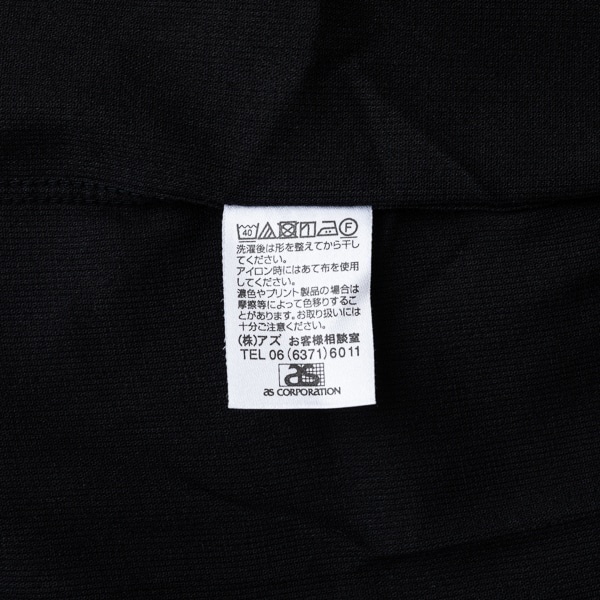 40 F
洗濯後は形を整えてから干し
てください。
アイロン時にはあて布を使用
してください。
濃色やプリント製品の場合は
摩擦等によって色移りするこ
とがあります。お取り扱いには
十分ご注意ください。
(株)アズ お客様相談室
TEL 06(6371)6011
as
as CORPORATION